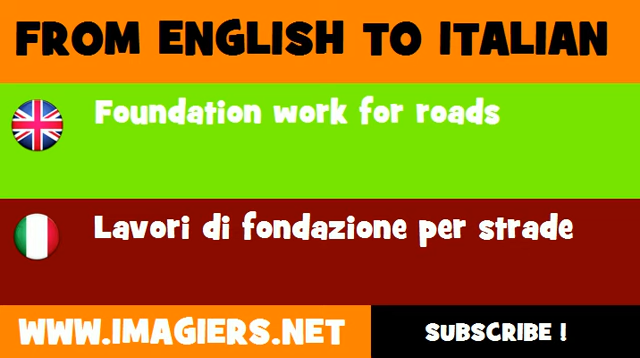 FROM ENGLISH TO ITALIAN
Foundation work for roads
Lavori di fondazione per strade
WWW.IMAGIERS.NET
SUBSCRIBE !